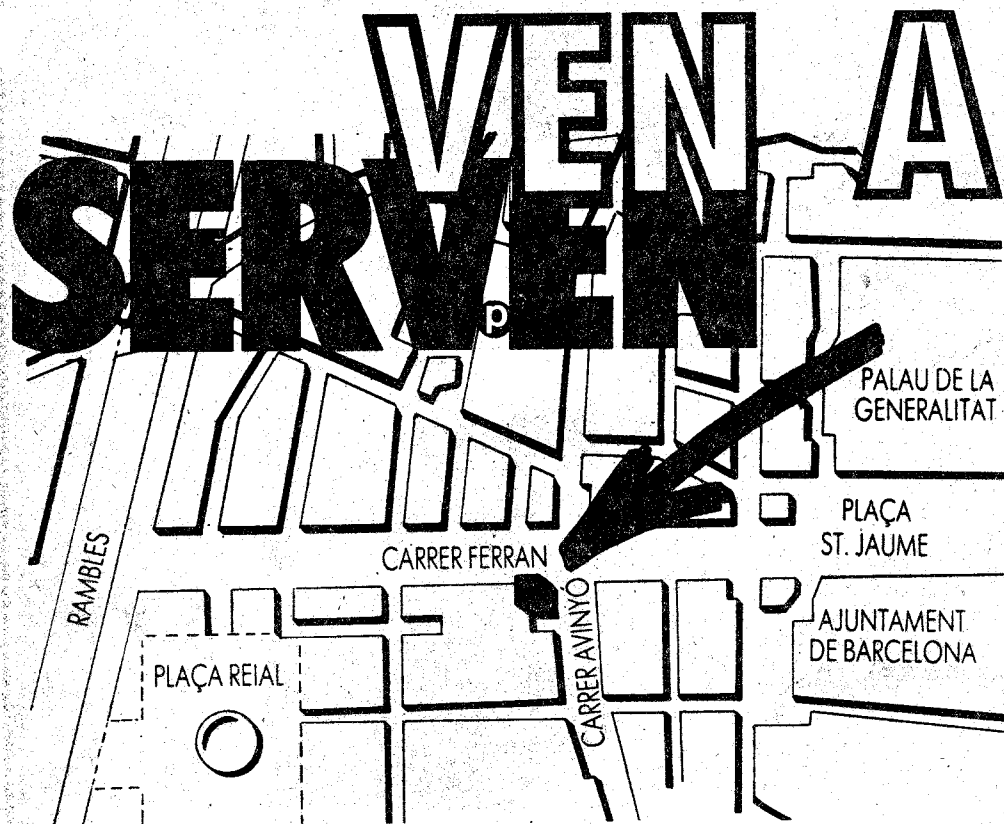 VEN A
SERVEN
p
PALAU DE LA
GENERALITAT
PLAÇA
ST. JAUME
CARRER FERRAN
RAMBLES
CARRER AVINYÓ
AJUNTAMENT
DE BARCELONA
PLAÇA REIAL